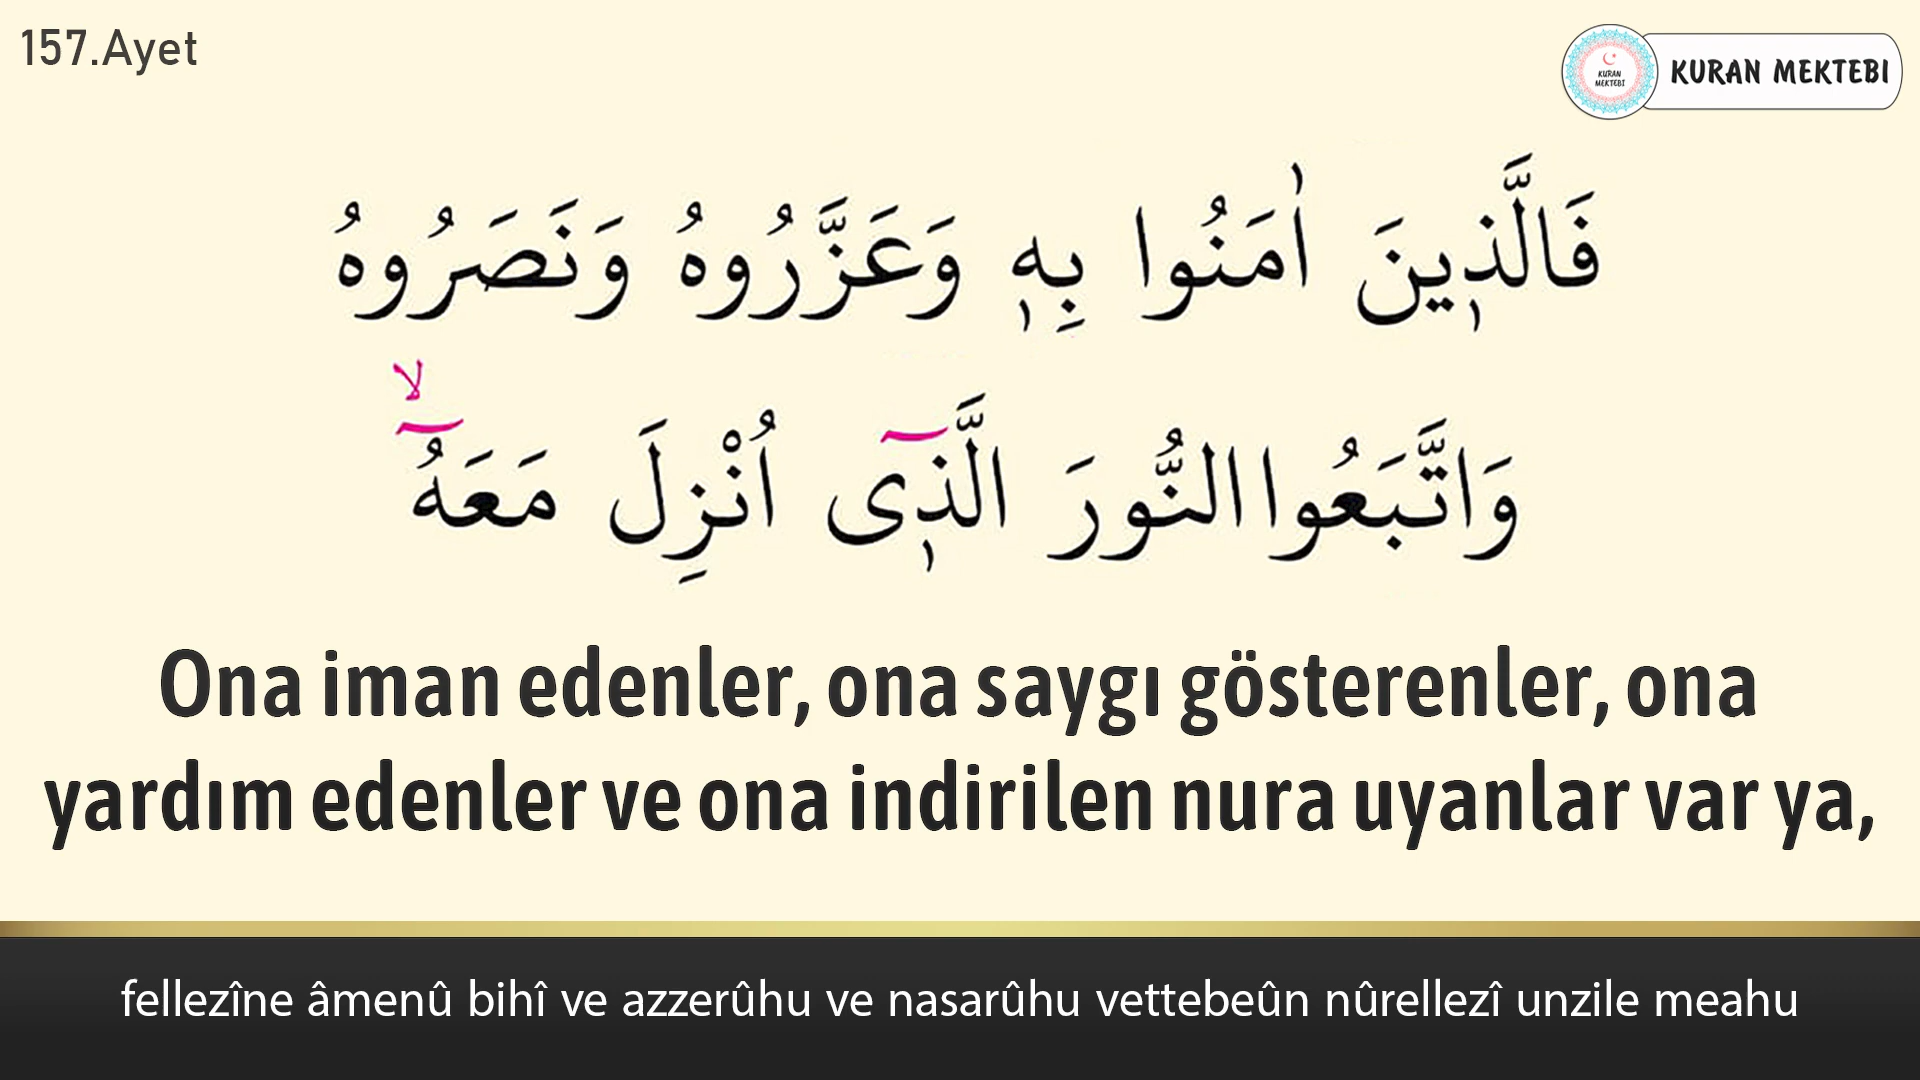 157.Ayet
KURAN MEKTEBI
KURAN MEKTEBI
فَالَّذ۪ينَ اٰمَنُوا بِه۪ وَعَزَّرُوهُ وَنَصَرُوهُ
وَاتَّبَعُوا النُّورَ الَّذ۪ٓى اُنْزِلَ مَعَهُٓۙ
Ona iman edenler, ona saygı gösterenler, ona
yardım edenler ve ona indirilen nura uyanlar var ya,
fellezîne âmenû bihî ve azzerûhu ve nasarûhu vettebeûn nûrellezî unzile meahu